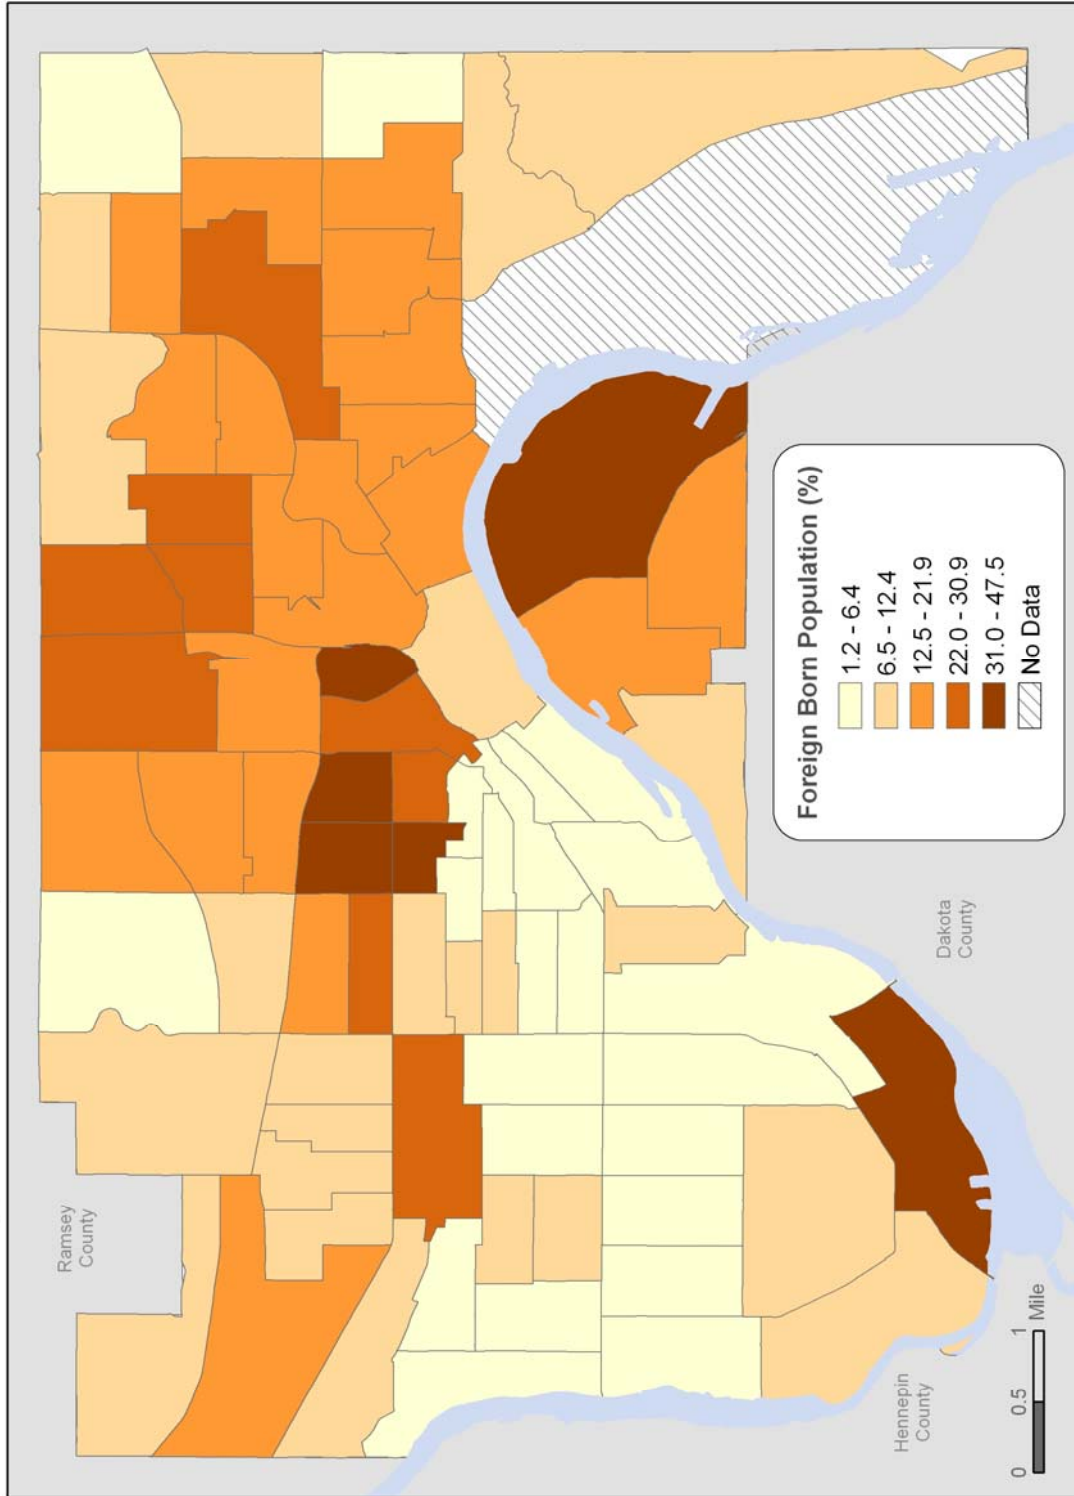 Ramsey
County
Hennepin
County
Dakota
County
0 0.5 1
Mile
Foreign Born Population (%)
1.2 - 6.4
6.5 - 12.4
12.5 - 21.9
22.0 - 30.9
31.0 - 47.5
No Data